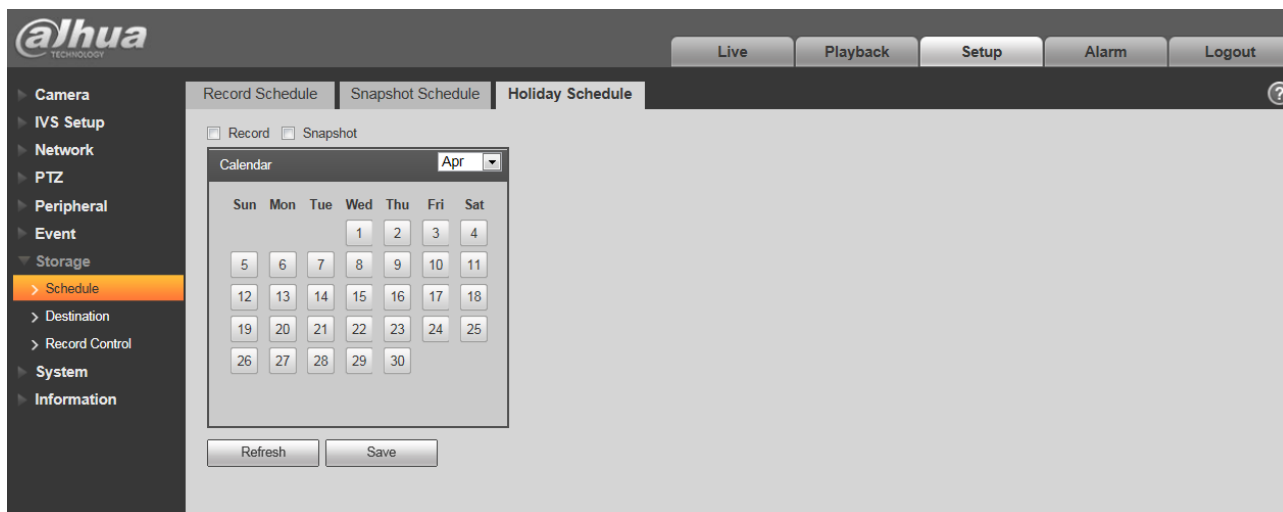 alhua
TECHNOLOGY
Live Playback Setup Alarm Logout
Camera
IVS Setup
Network
PTZ
Peripheral
Event
Storage
Schedule
Destination
Record Control
System
Information
Record Schedule Snapshot Schedule Holiday Schedule
?
Record Snapshot
Calendar Apr
Sun Mon Tue Wed Thu Fri Sat
1 2 3 4
5 6 7 8 9 10 11
12 13 14 15 16 17 18
19 20 21 22 23 24 25
26 27 28 29 30
Refresh Save